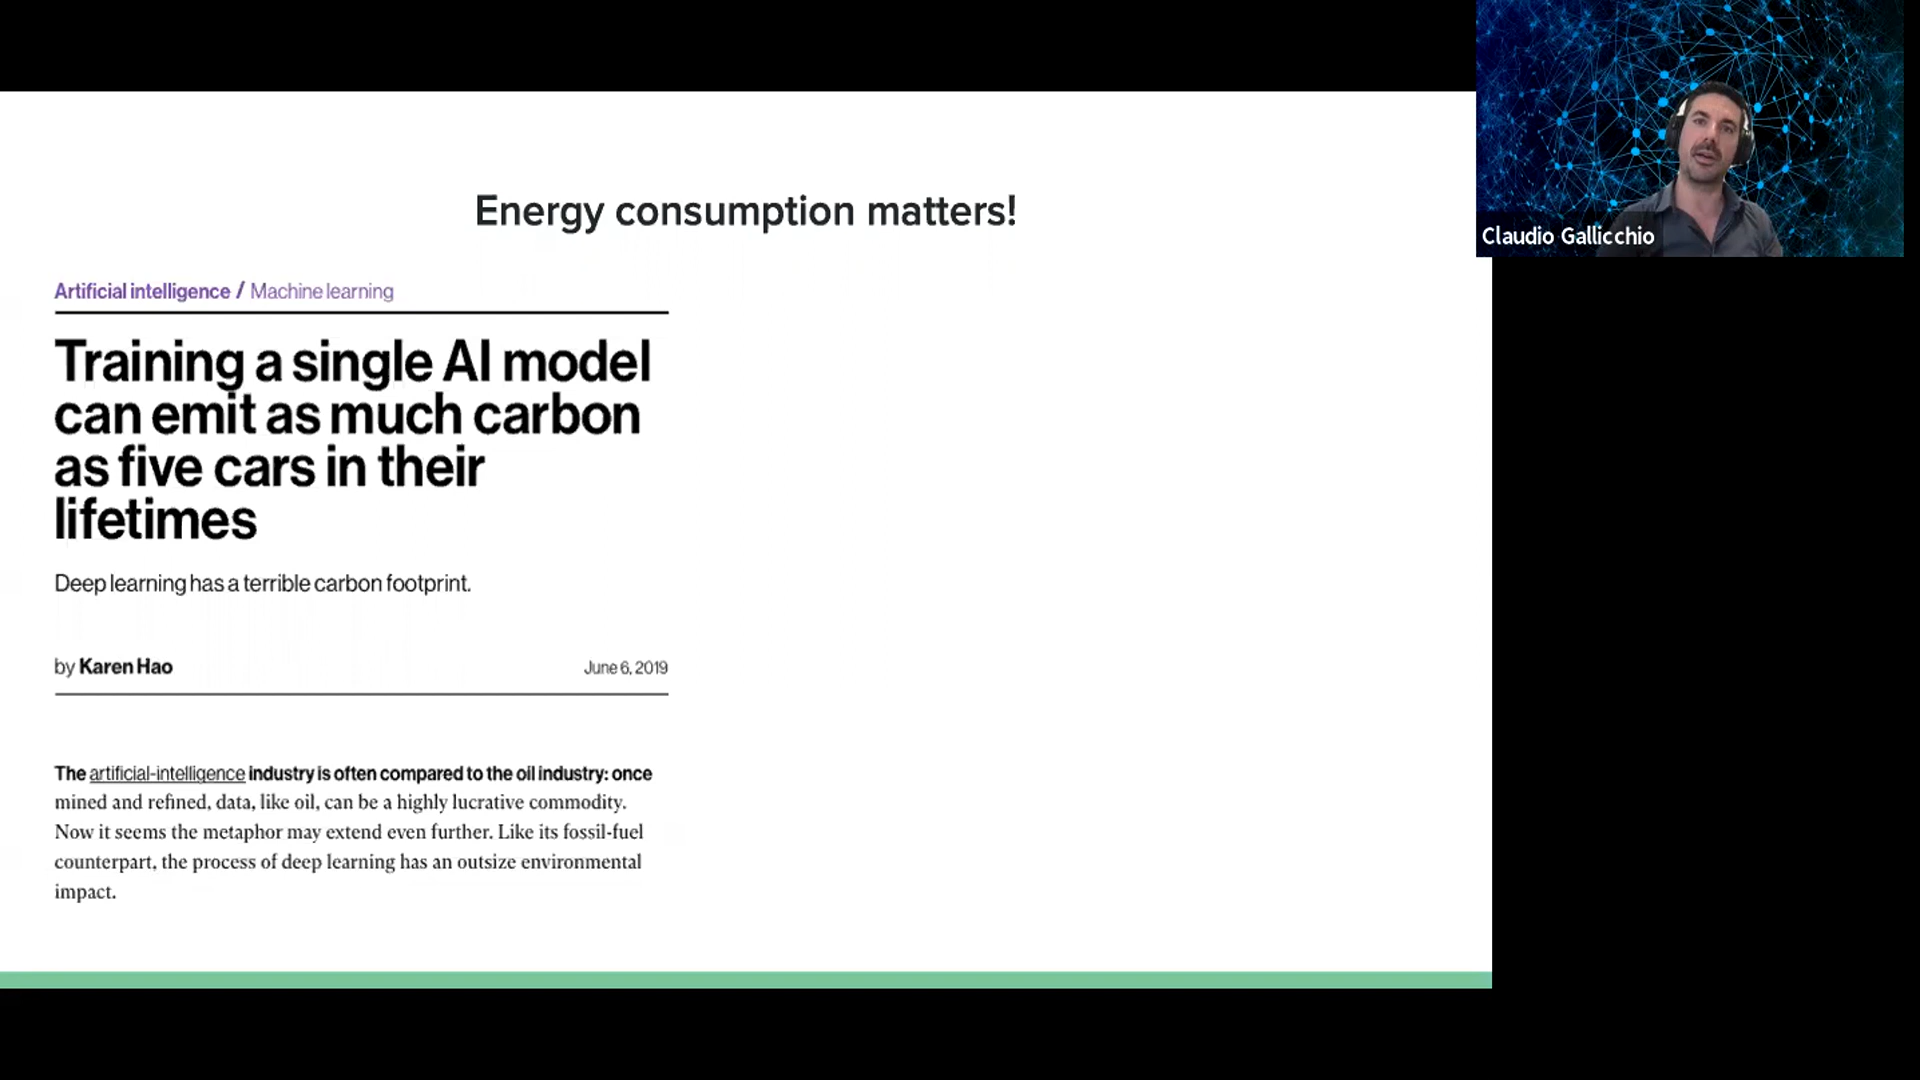 Energy consumption matters!
Claudio Gallicchio
Artificial intelligence / Machine learning
Training a single AI model
can emit as much carbon
as five cars in their
lifetimes
Deep learning has a terrible carbon footprint.
by Karen Hao
June 6, 2019
The artificial-intelligence industry is often compared to the oil industry: once
mined and refined, data, like oil, can be a highly lucrative commodity.
Now it seems the metaphor may extend even further. Like its fossil-fuel
counterpart, the process of deep learning has an outsize environmental
impact.